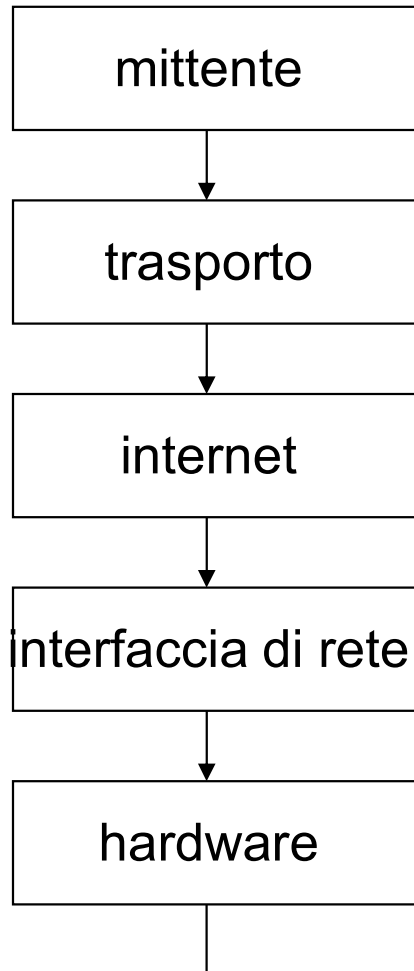 mittente
trasporto
internet
interfaccia di rete
hardware